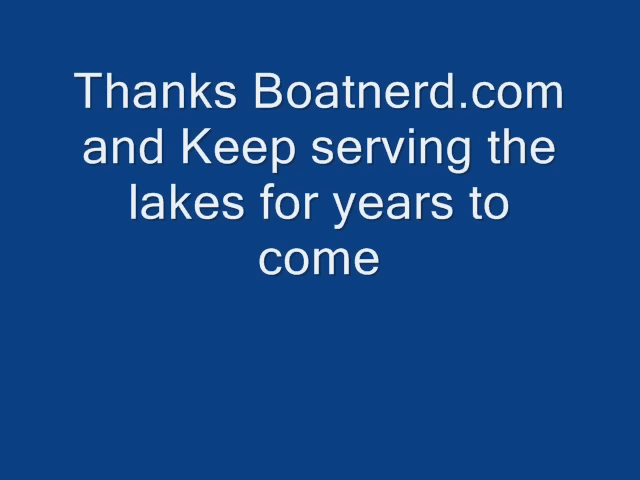 Thanks Boatnerd.com
and Keep serving the
lakes for years to
come